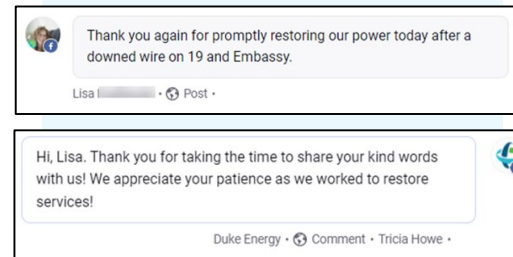 Thank you again for promptly restoring our power today after a
downed wire on 19 and Embassy.
Lisa • Post •
Hi, Lisa. Thank you for taking the time to share your kind words
with us! We appreciate your patience as we worked to restore
services!
Duke Energy • Comment • Tricia Howe •